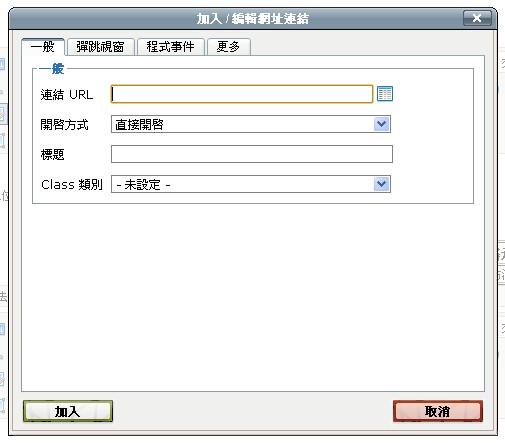 加入 / 編輯網址連結
一般 彈跳視窗 程式事件 更多
一般
連結 URL
開啓方式 直接開啓
標題
Class 類別 - 未設定 -
加入 取消